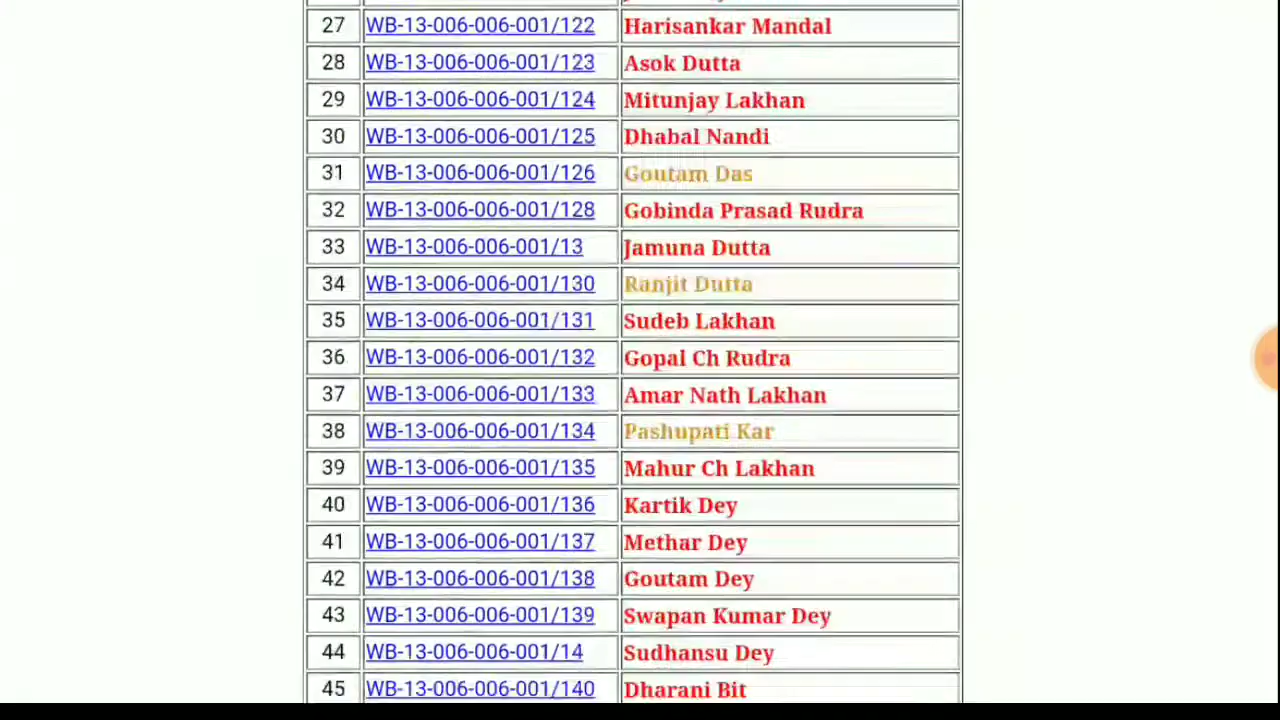 27 WB-13-006-006-001/122 Harisankar Mandal
28 WB-13-006-006-001/123 Asok Dutta
29 WB-13-006-006-001/124 Mitunjay Lakhan
30 WB-13-006-006-001/125 Dhabal Nandi
31 WB-13-006-006-001/126 Goutam Das
32 WB-13-006-006-001/128 Gobinda Prasad Rudra
33 WB-13-006-006-001/13 Jamuna Dutta
34 WB-13-006-006-001/130 Ranjit Dutta
35 WB-13-006-006-001/131 Sudeb Lakhan
36 WB-13-006-006-001/132 Gopal Ch Rudra
37 WB-13-006-006-001/133 Amar Nath Lakhan
38 WB-13-006-006-001/134 Pashupati Kar
39 WB-13-006-006-001/135 Mahur Ch Lakhan
40 WB-13-006-006-001/136 Kartik Dey
41 WB-13-006-006-001/137 Methar Dey
42 WB-13-006-006-001/138 Goutam Dey
43 WB-13-006-006-001/139 Swapan Kumar Dey
44 WB-13-006-006-001/14 Sudhansu Dey
45 WB-13-006-006-001/140 Dharani Bit